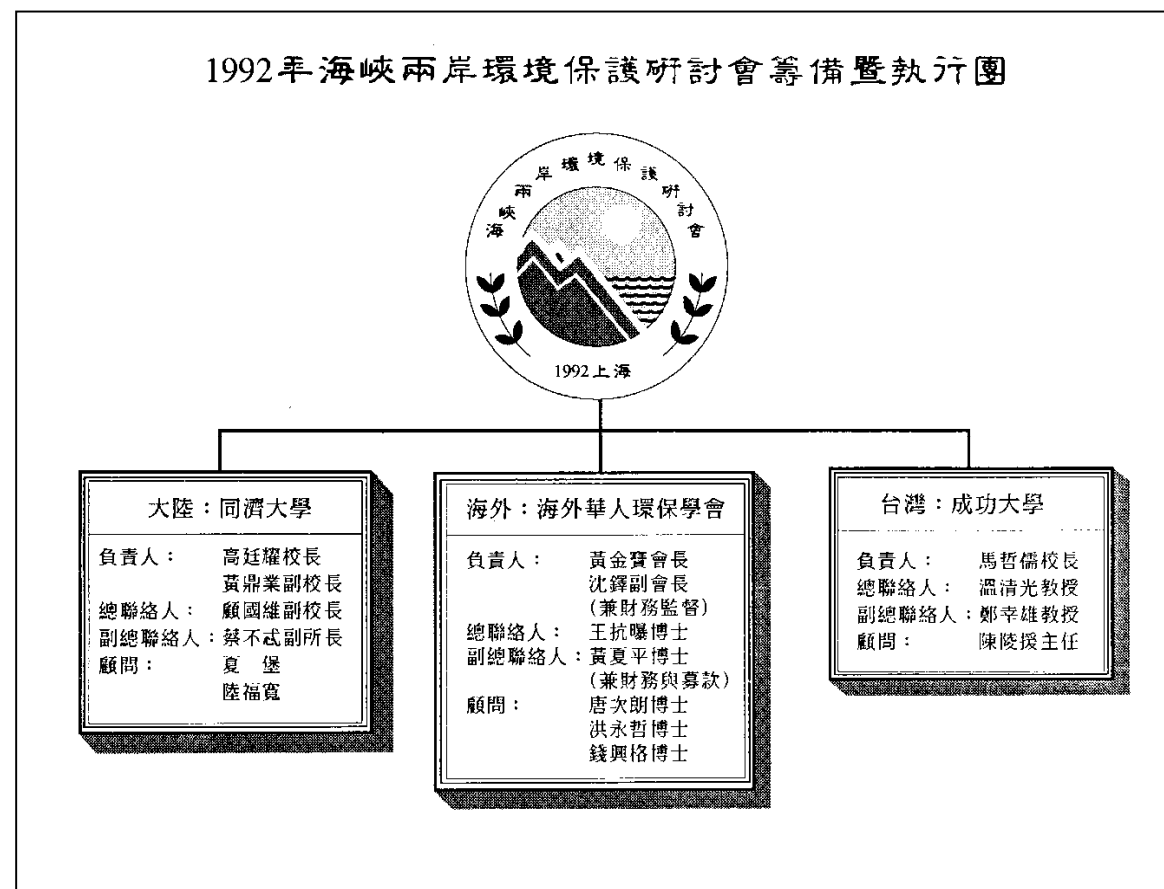 1992年海峽兩岸環境保護研討會籌備暨執行團
海峽兩岸環境保護研討會
1992上海
大陸：同濟大學
負責人： 高廷耀校長
黃鼎業副校長
總聯絡人： 顧國維副校長
副總聯絡人：蔡不忒副所長
顧問： 夏 堡
陸福寬
海外：海外華人環保學會
負責人： 黃金寶會長
沈鐸副會長
(兼財務監督)
總聯絡人： 王抗曝博士
副總聯絡人：黃夏平博士
(兼財務與募款)
顧問： 唐次朗博士
洪永哲博士
錢興格博士
台灣：成功大學
負責人： 馬哲儒校長
總聯絡人： 溫清光教授
副總聯絡人：鄭幸雄教授
顧問： 陳陵援主任